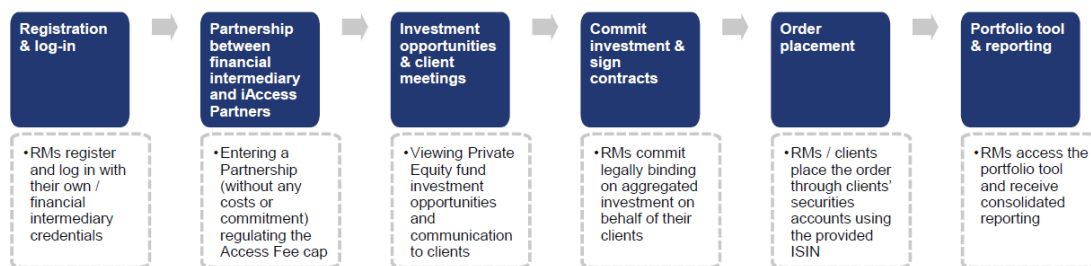 Registration
& log-in
Partnership
between
financial
intermediary
and iAccess
Partners
Investment
opportunities
& client
meetings
Commit
investment &
sign
contracts
Order
placement
Portfolio tool
& reporting
•RMs register
and log in with
their own /
financial
intermediary
credentials
•Entering a
Partnership
(without any
costs or
commitment)
regulating the
Access Fee cap
•Viewing Private
Equity fund
investment
opportunities
and
communication
to clients
•RMs commit
legally binding
on aggregated
investment on
behalf of their
clients
•RMs / clients
place the order
through clients'
securities
accounts using
the provided
ISIN
•RMs access the
portfolio tool
and receive
consolidated
reporting